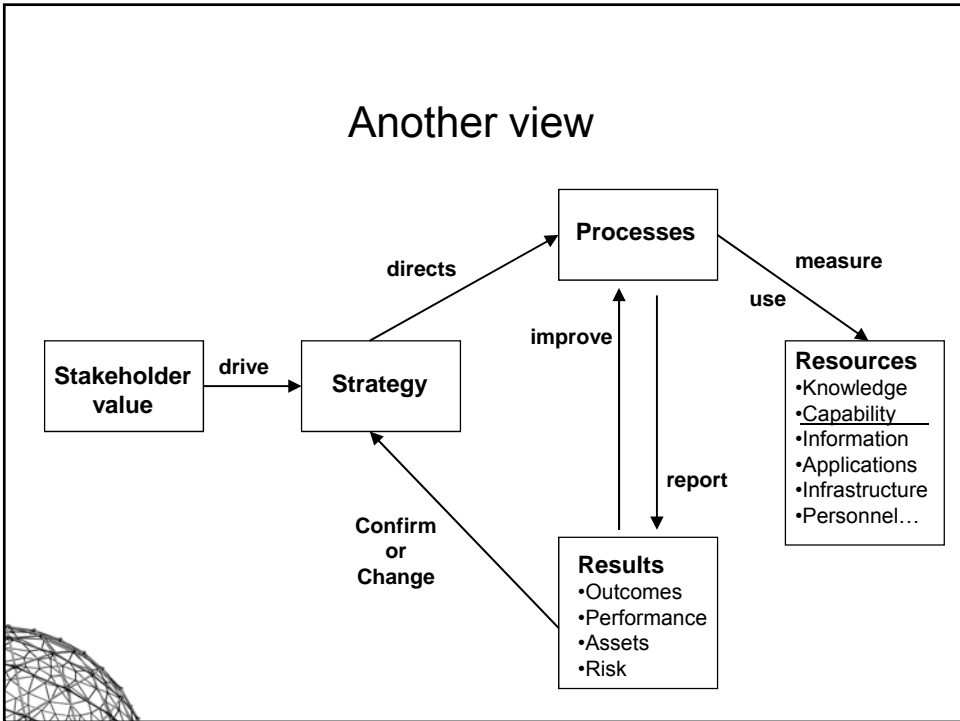 Another view
Stakeholder
value
drive
Strategy
directs
Processes
measure
use
Resources
•Knowledge
•Capability
•Information
•Applications
•Infrastructure
•Personnel…
improve
report
Results
•Outcomes
•Performance
•Assets
•Risk
Confirm
or
Change